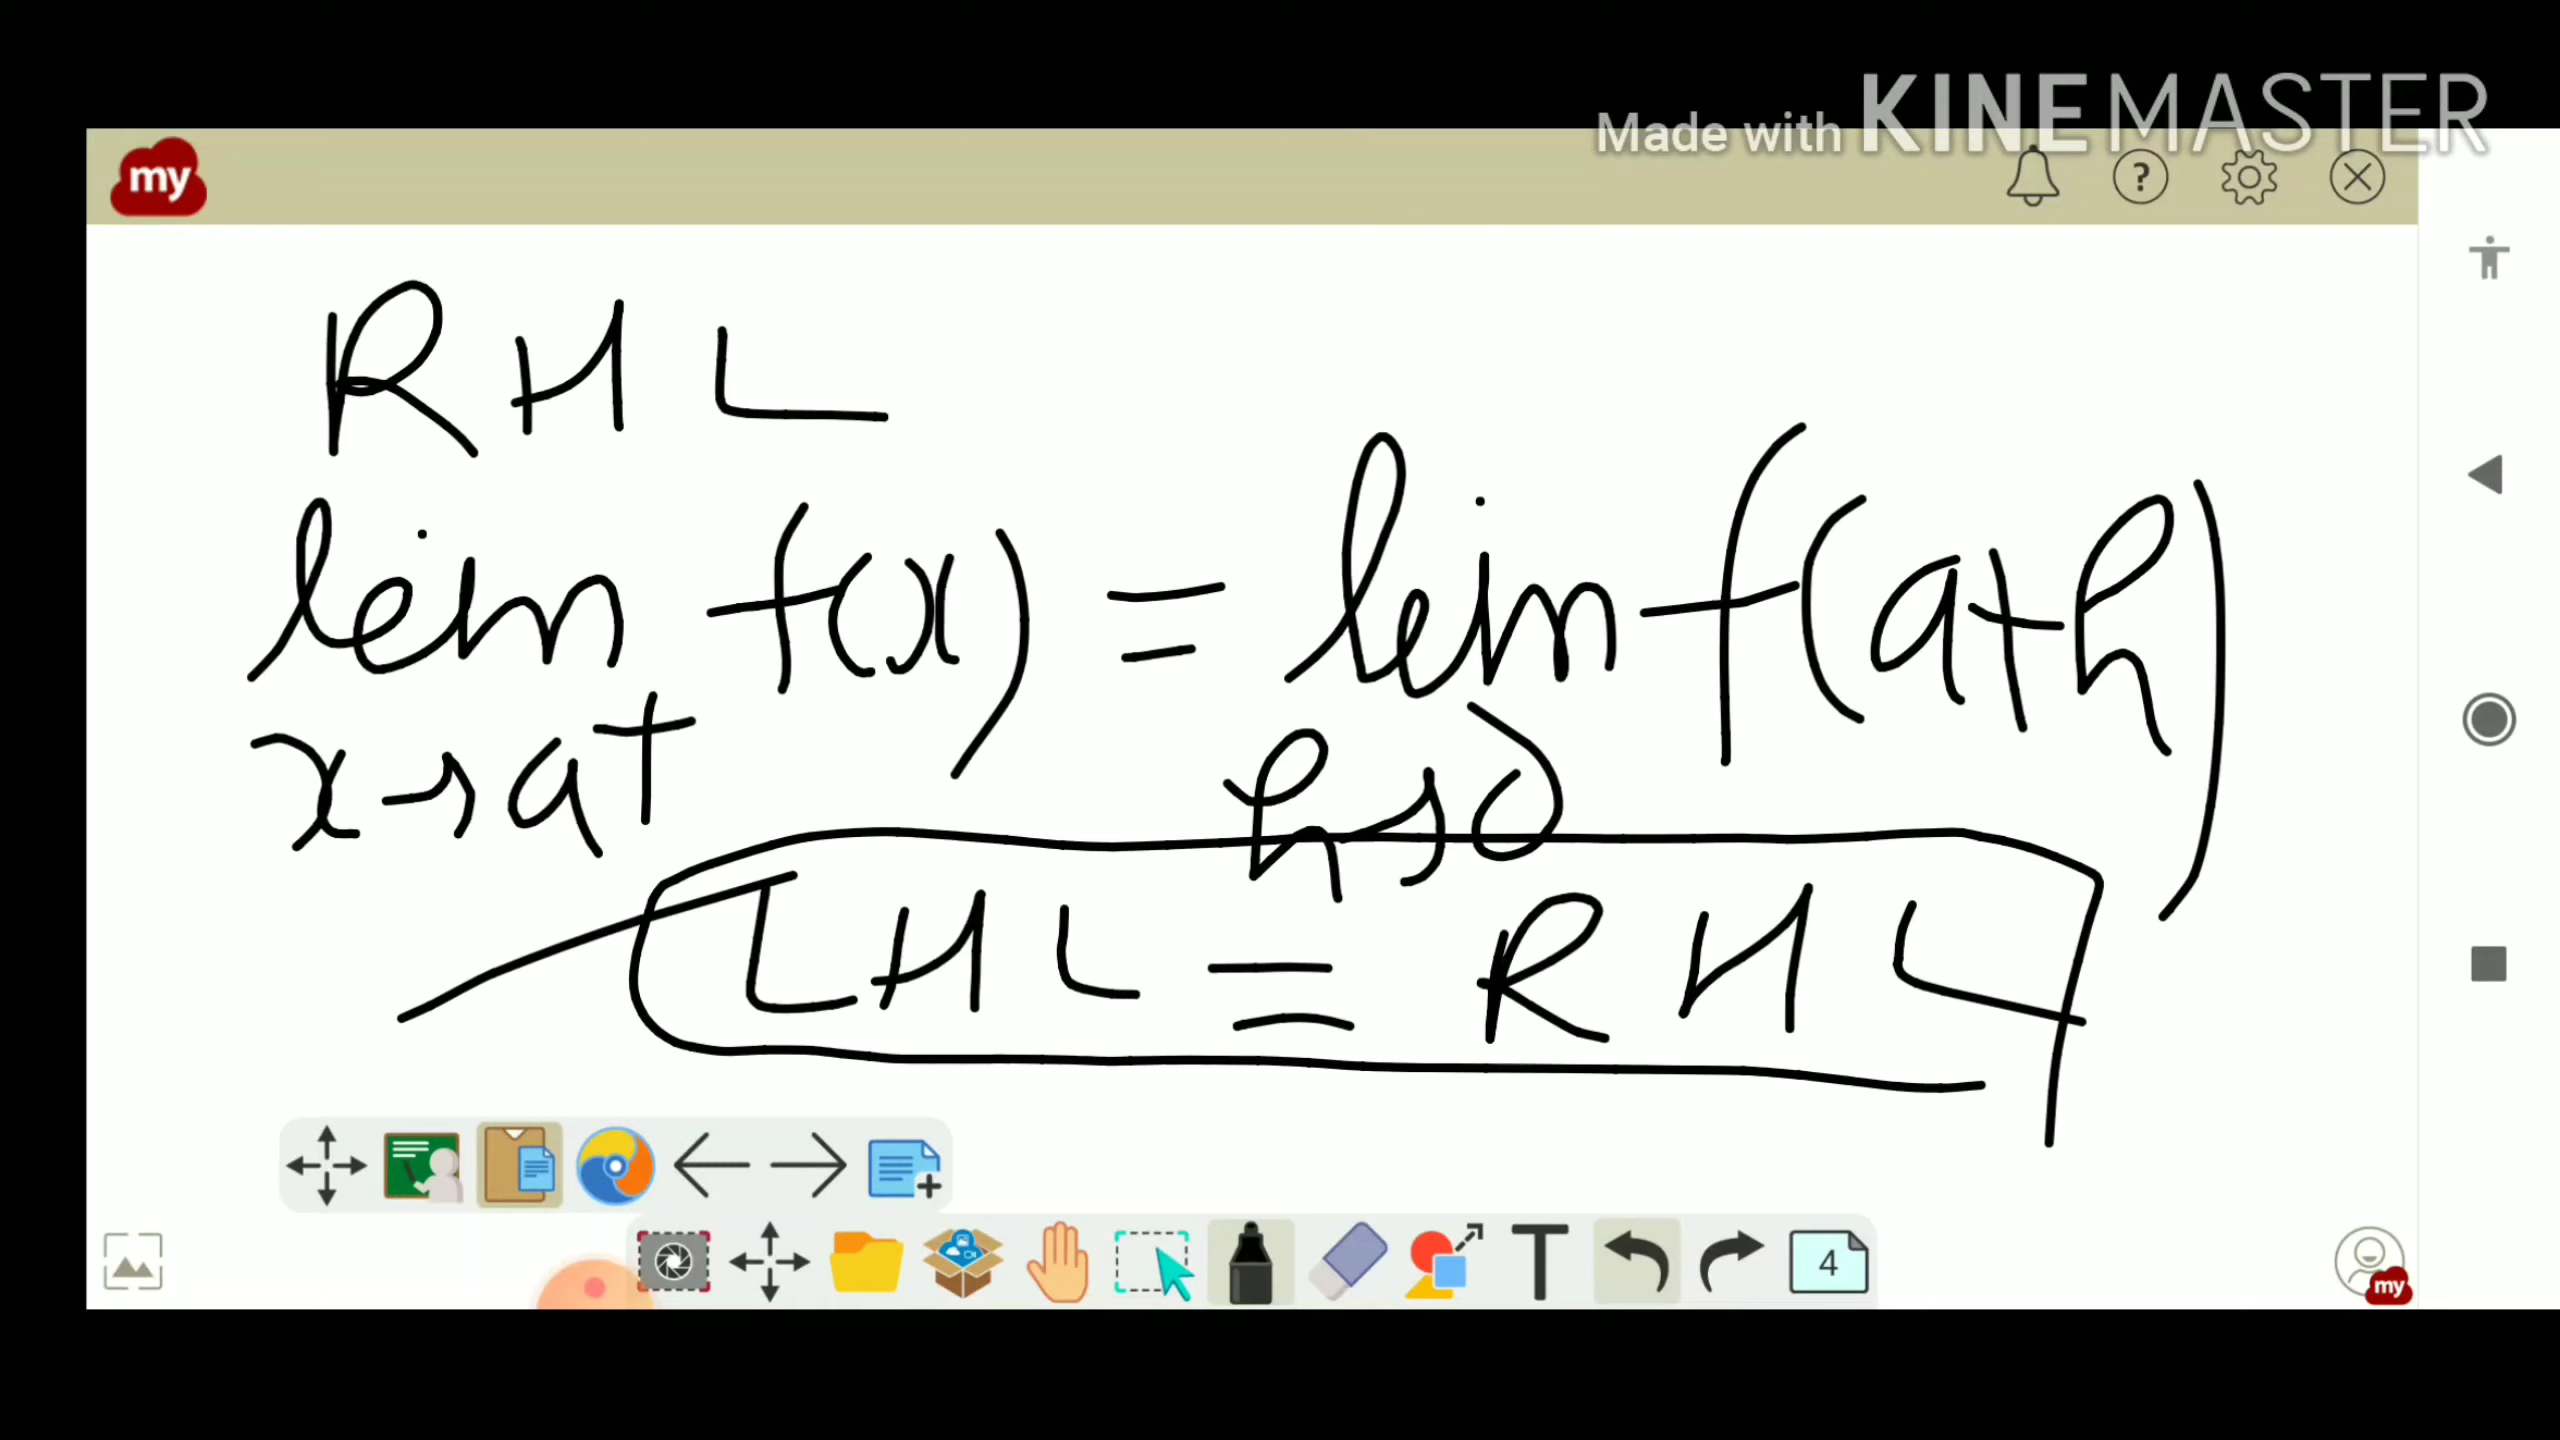 Made with KINEMASTER
my
?
RHL
lim f(x) = lim f(a+h)
x→a+ h→0
LHL = RHL
T
4
my